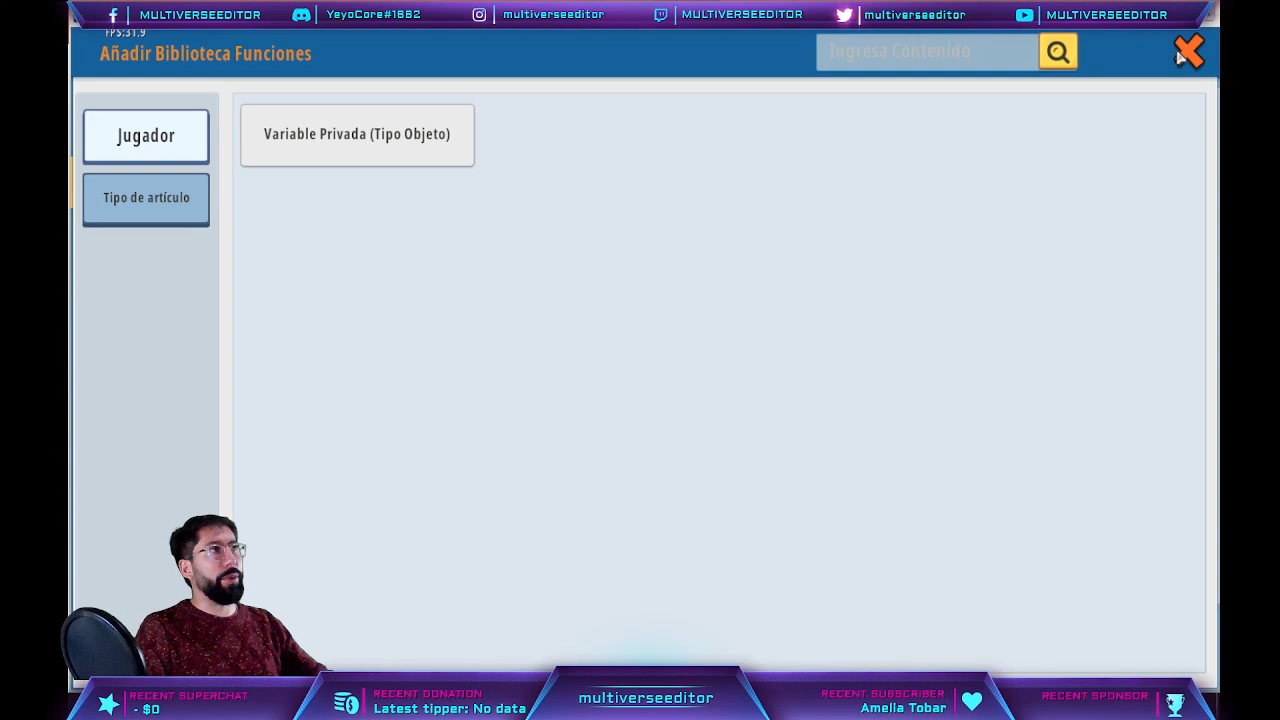 MULTIVERSEEDITOR
YeyoCore#1682
multiverseeditor
MULTIVERSEEDITOR
multiverseeditor
MULTIVERSEEDITOR
FPS:31.9
Añadir Biblioteca Funciones
Ingresa Contenido
Jugador
Variable Privada (Tipo Objeto)
Tipo de artículo
RECENT SUPERCHAT
- $0
RECENT DONATION
Latest tipper: No data
multiverseeditor
RECENT SUBSCRIBER
Amelia Tobar
RECENT SPONSOR